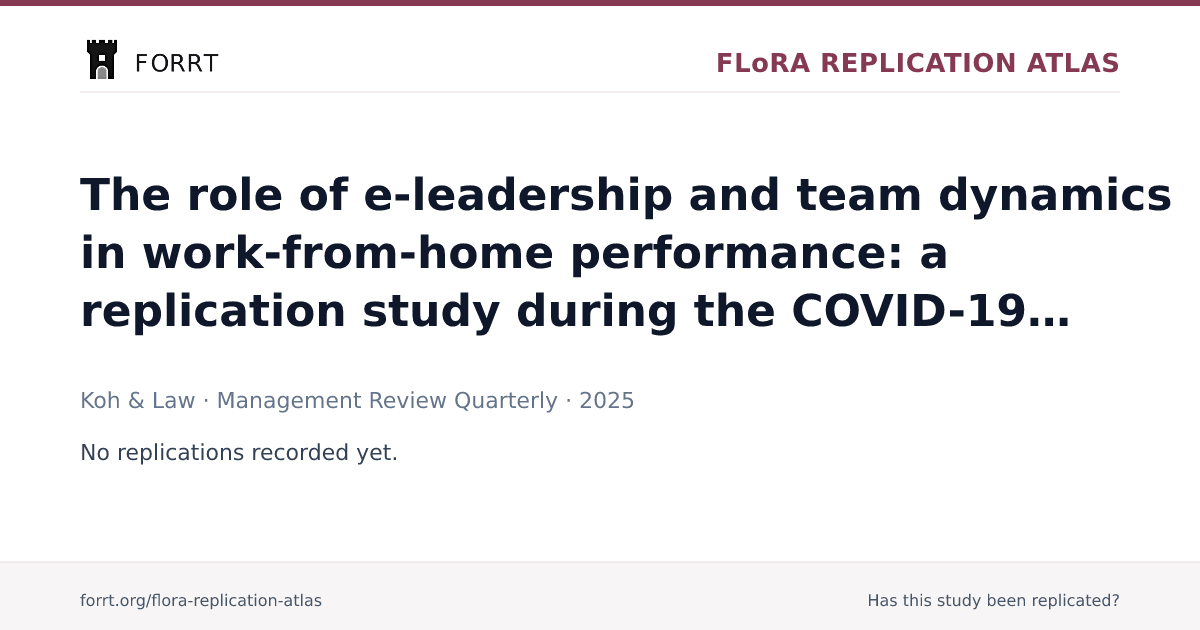 FORRT
FLoRA REPLICATION ATLAS
The role of e-leadership and team dynamics
in work-from-home performance: a
replication study during the COVID-19…
Koh & Law · Management Review Quarterly · 2025
No replications recorded yet.
forrt.org/flora-replication-atlas
Has this study been replicated?